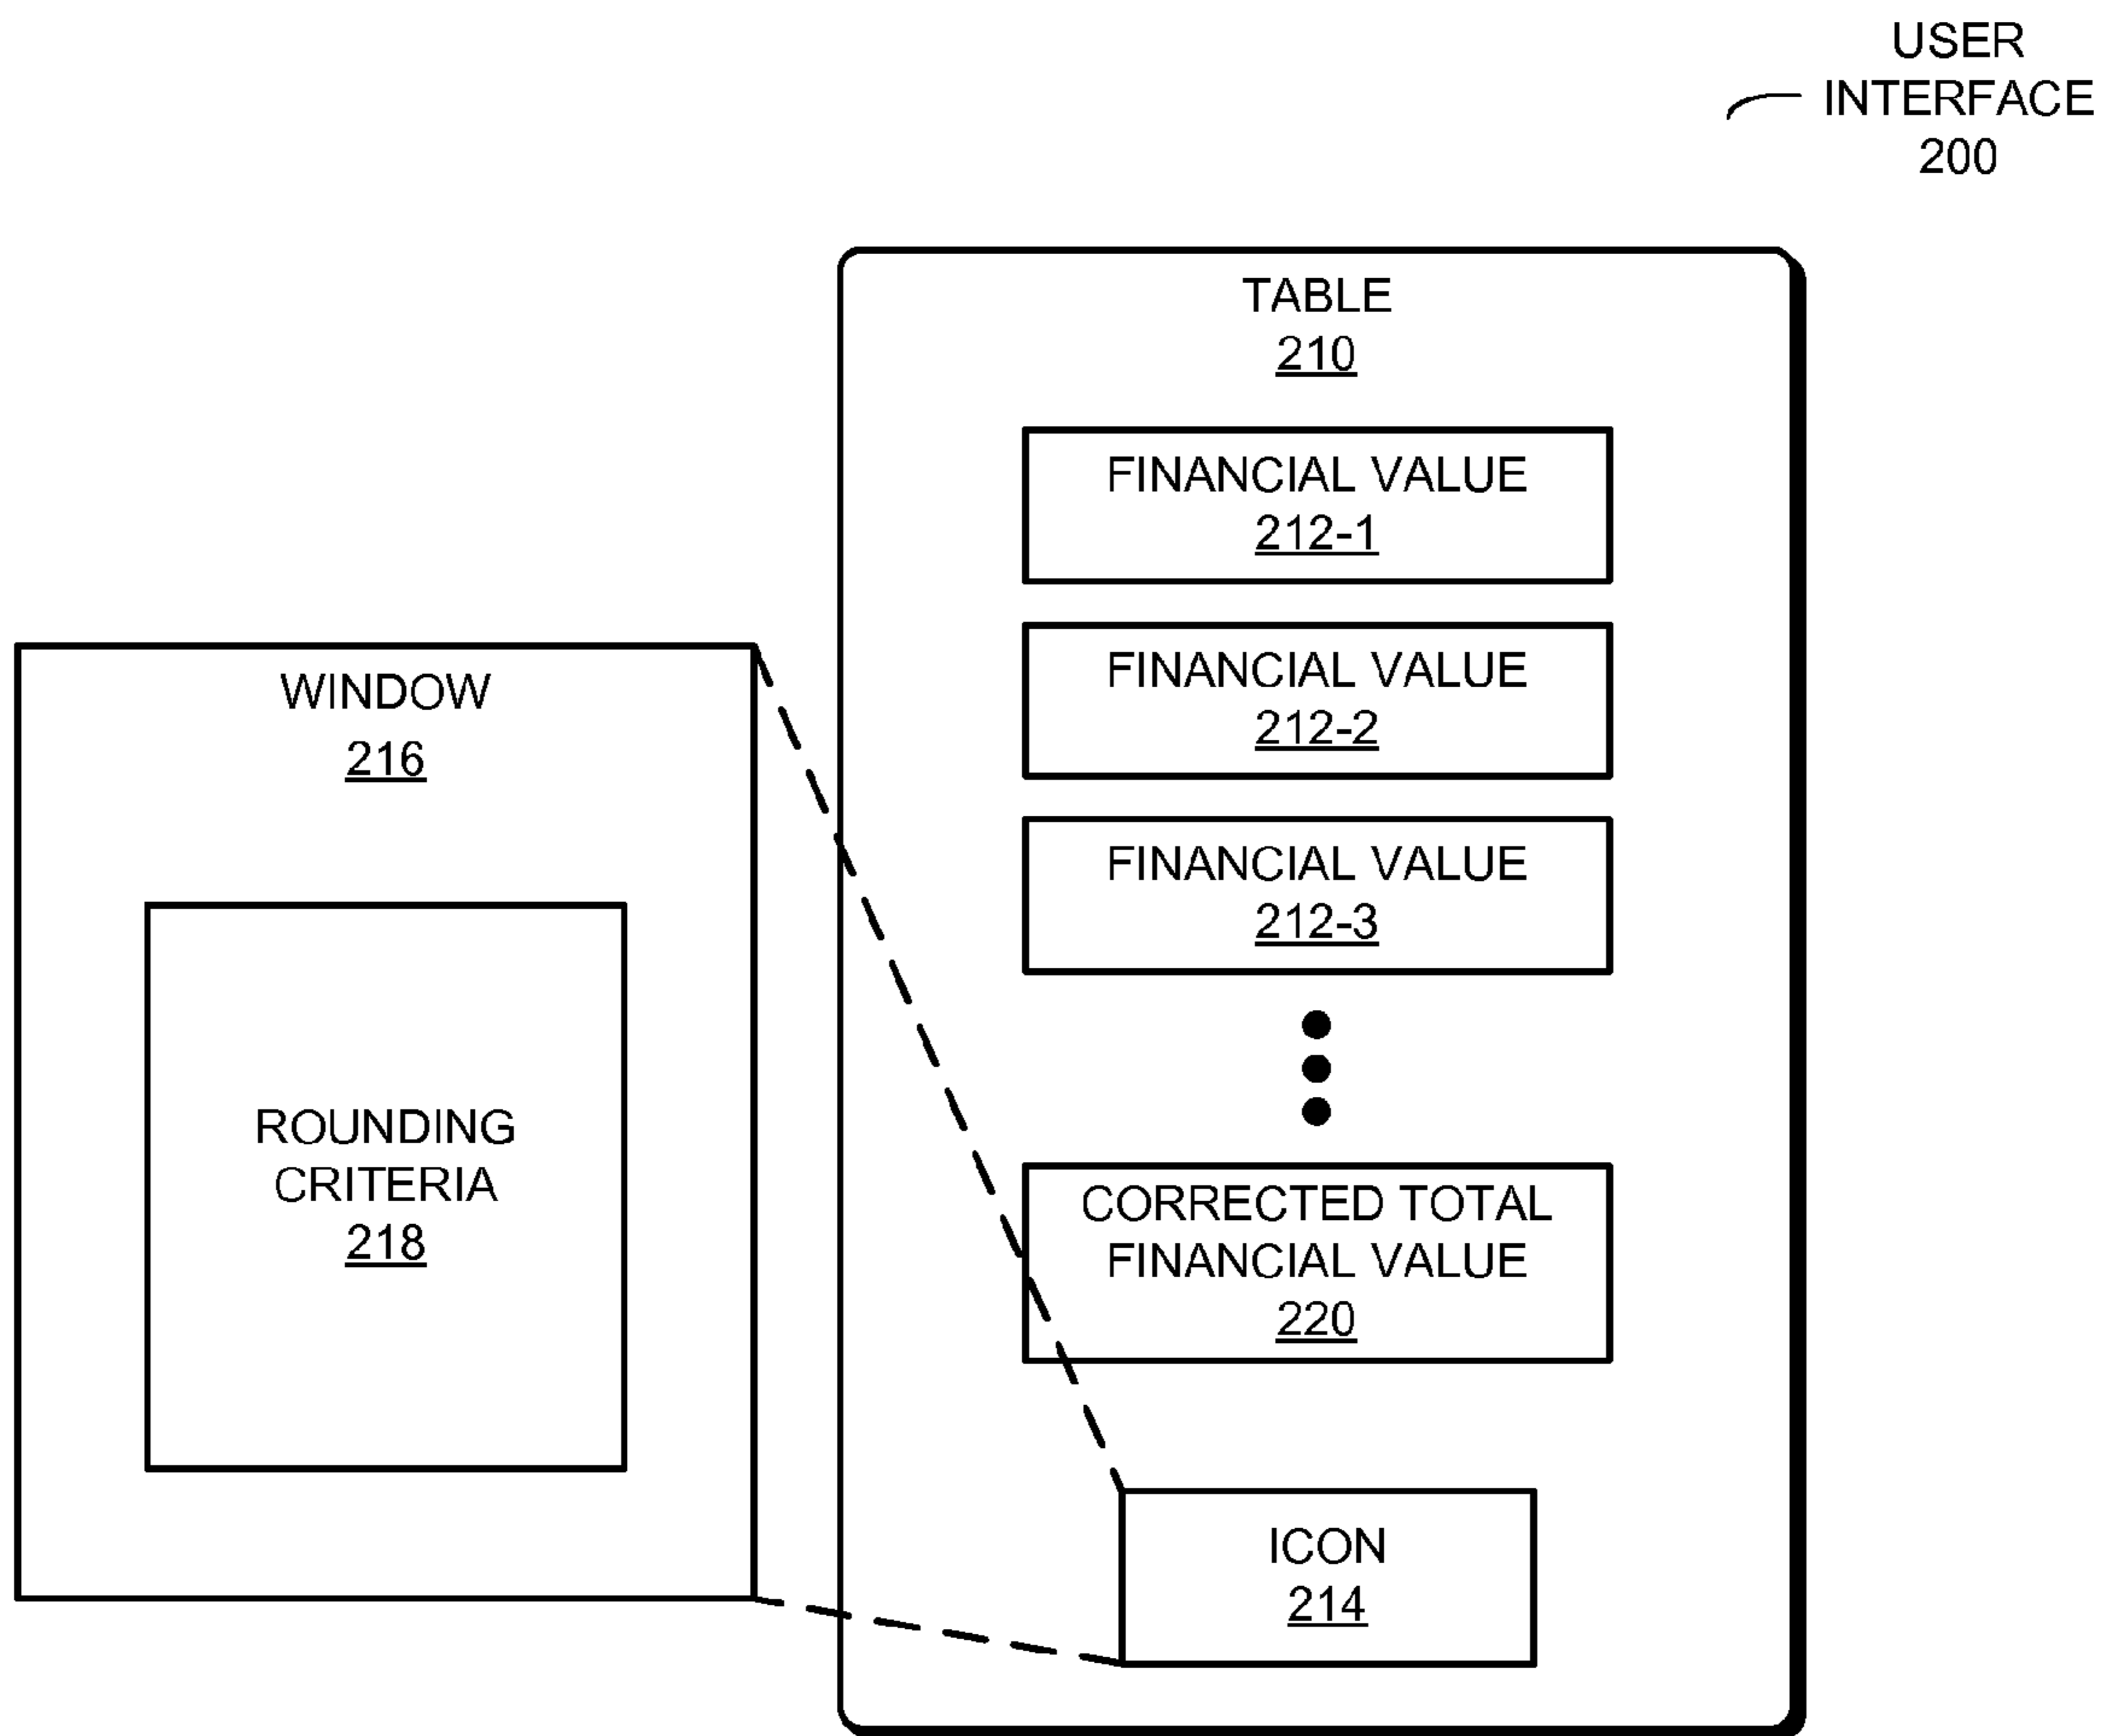 USER
INTERFACE
200
TABLE
210
FINANCIAL VALUE
212-1
FINANCIAL VALUE
212-2
FINANCIAL VALUE
212-3
CORRECTED TOTAL
FINANCIAL VALUE
220
ICON
214
WINDOW
216
ROUNDING
CRITERIA
218